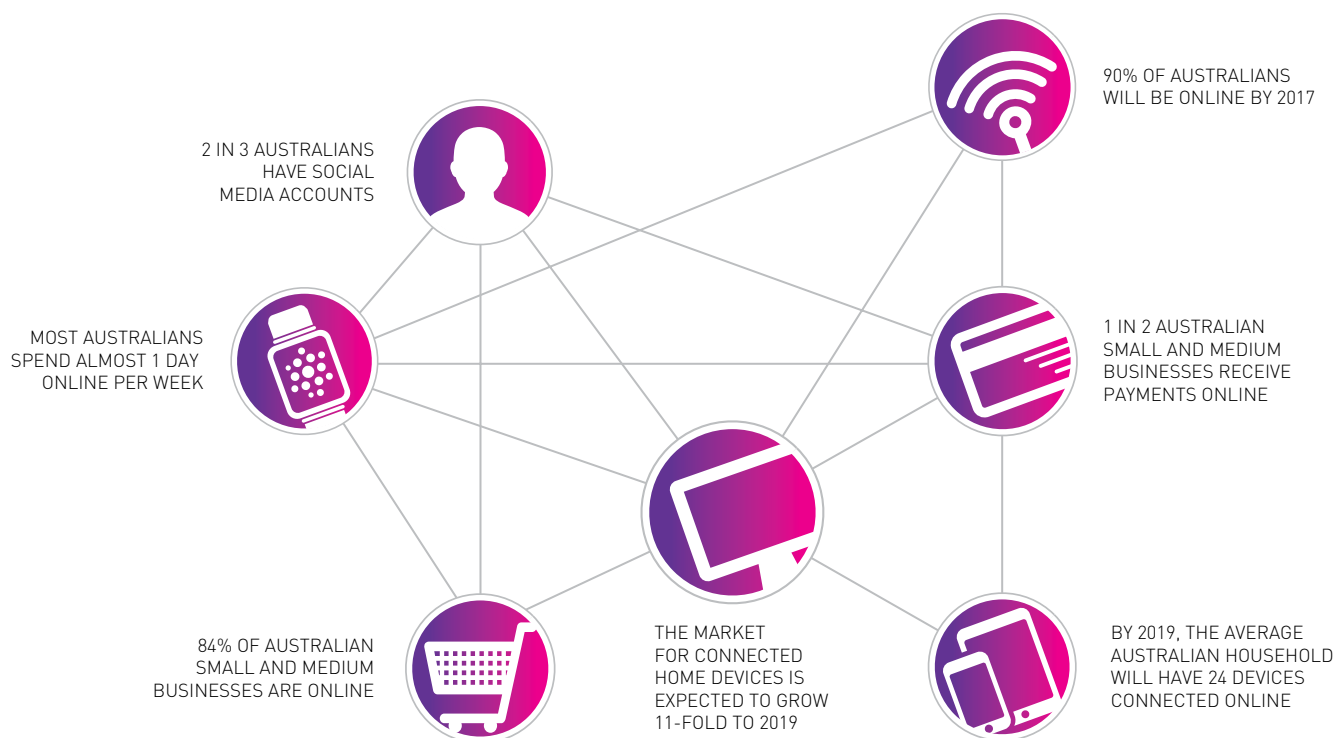 90% OF AUSTRALIANS
WILL BE ONLINE BY 2017
2 IN 3 AUSTRALIANS
HAVE SOCIAL
MEDIA ACCOUNTS
MOST AUSTRALIANS
SPEND ALMOST 1 DAY
ONLINE PER WEEK
1 IN 2 AUSTRALIAN
SMALL AND MEDIUM
BUSINESSES RECEIVE
PAYMENTS ONLINE
84% OF AUSTRALIAN
SMALL AND MEDIUM
BUSINESSES ARE ONLINE
THE MARKET
FOR CONNECTED
HOME DEVICES IS
EXPECTED TO GROW
11-FOLD TO 2019
BY 2019, THE AVERAGE
AUSTRALIAN HOUSEHOLD
WILL HAVE 24 DEVICES
CONNECTED ONLINE